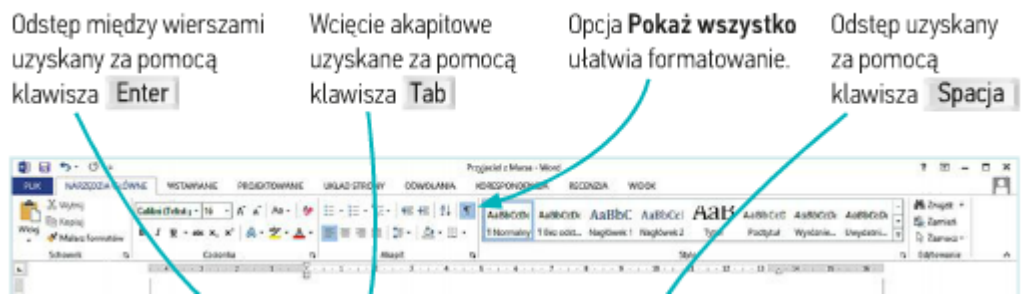 Odstęp między wierszami
uzyskany za pomocą
klawisza Enter
Wcięcie akapitowe
uzyskane za pomocą
klawisza Tab
Opcja Pokaż wszystko
ułatwia formatowanie.
Odstęp uzyskany
za pomocą
klawisza Spacja
Przyjaciel z Marsa - Word
PLIK NARZĘDZIA GŁÓWNE WSTAWIANIE PROJEKTOWANIE UKŁAD STRONY ODWOŁANIA KORESPONDENCJA RECENZJA WIDOK
Wytnij
Kopiuj
Malarz formatów
Wklej
Schowek
16
Czcionka
Akapit
AaBbCcDc AaBbCcDc AaBbC AaBbCcI AaB AaBbCcC AaBbCcDc AaBbCcDc
1 Normalny 1 Bez odst... Nagłówek 1 Nagłówek 2 Tytuł Podtytuł Wyróżnie... Uwydatni...
Style
Znajdź
Zamień
Zaznacz
Edytowanie